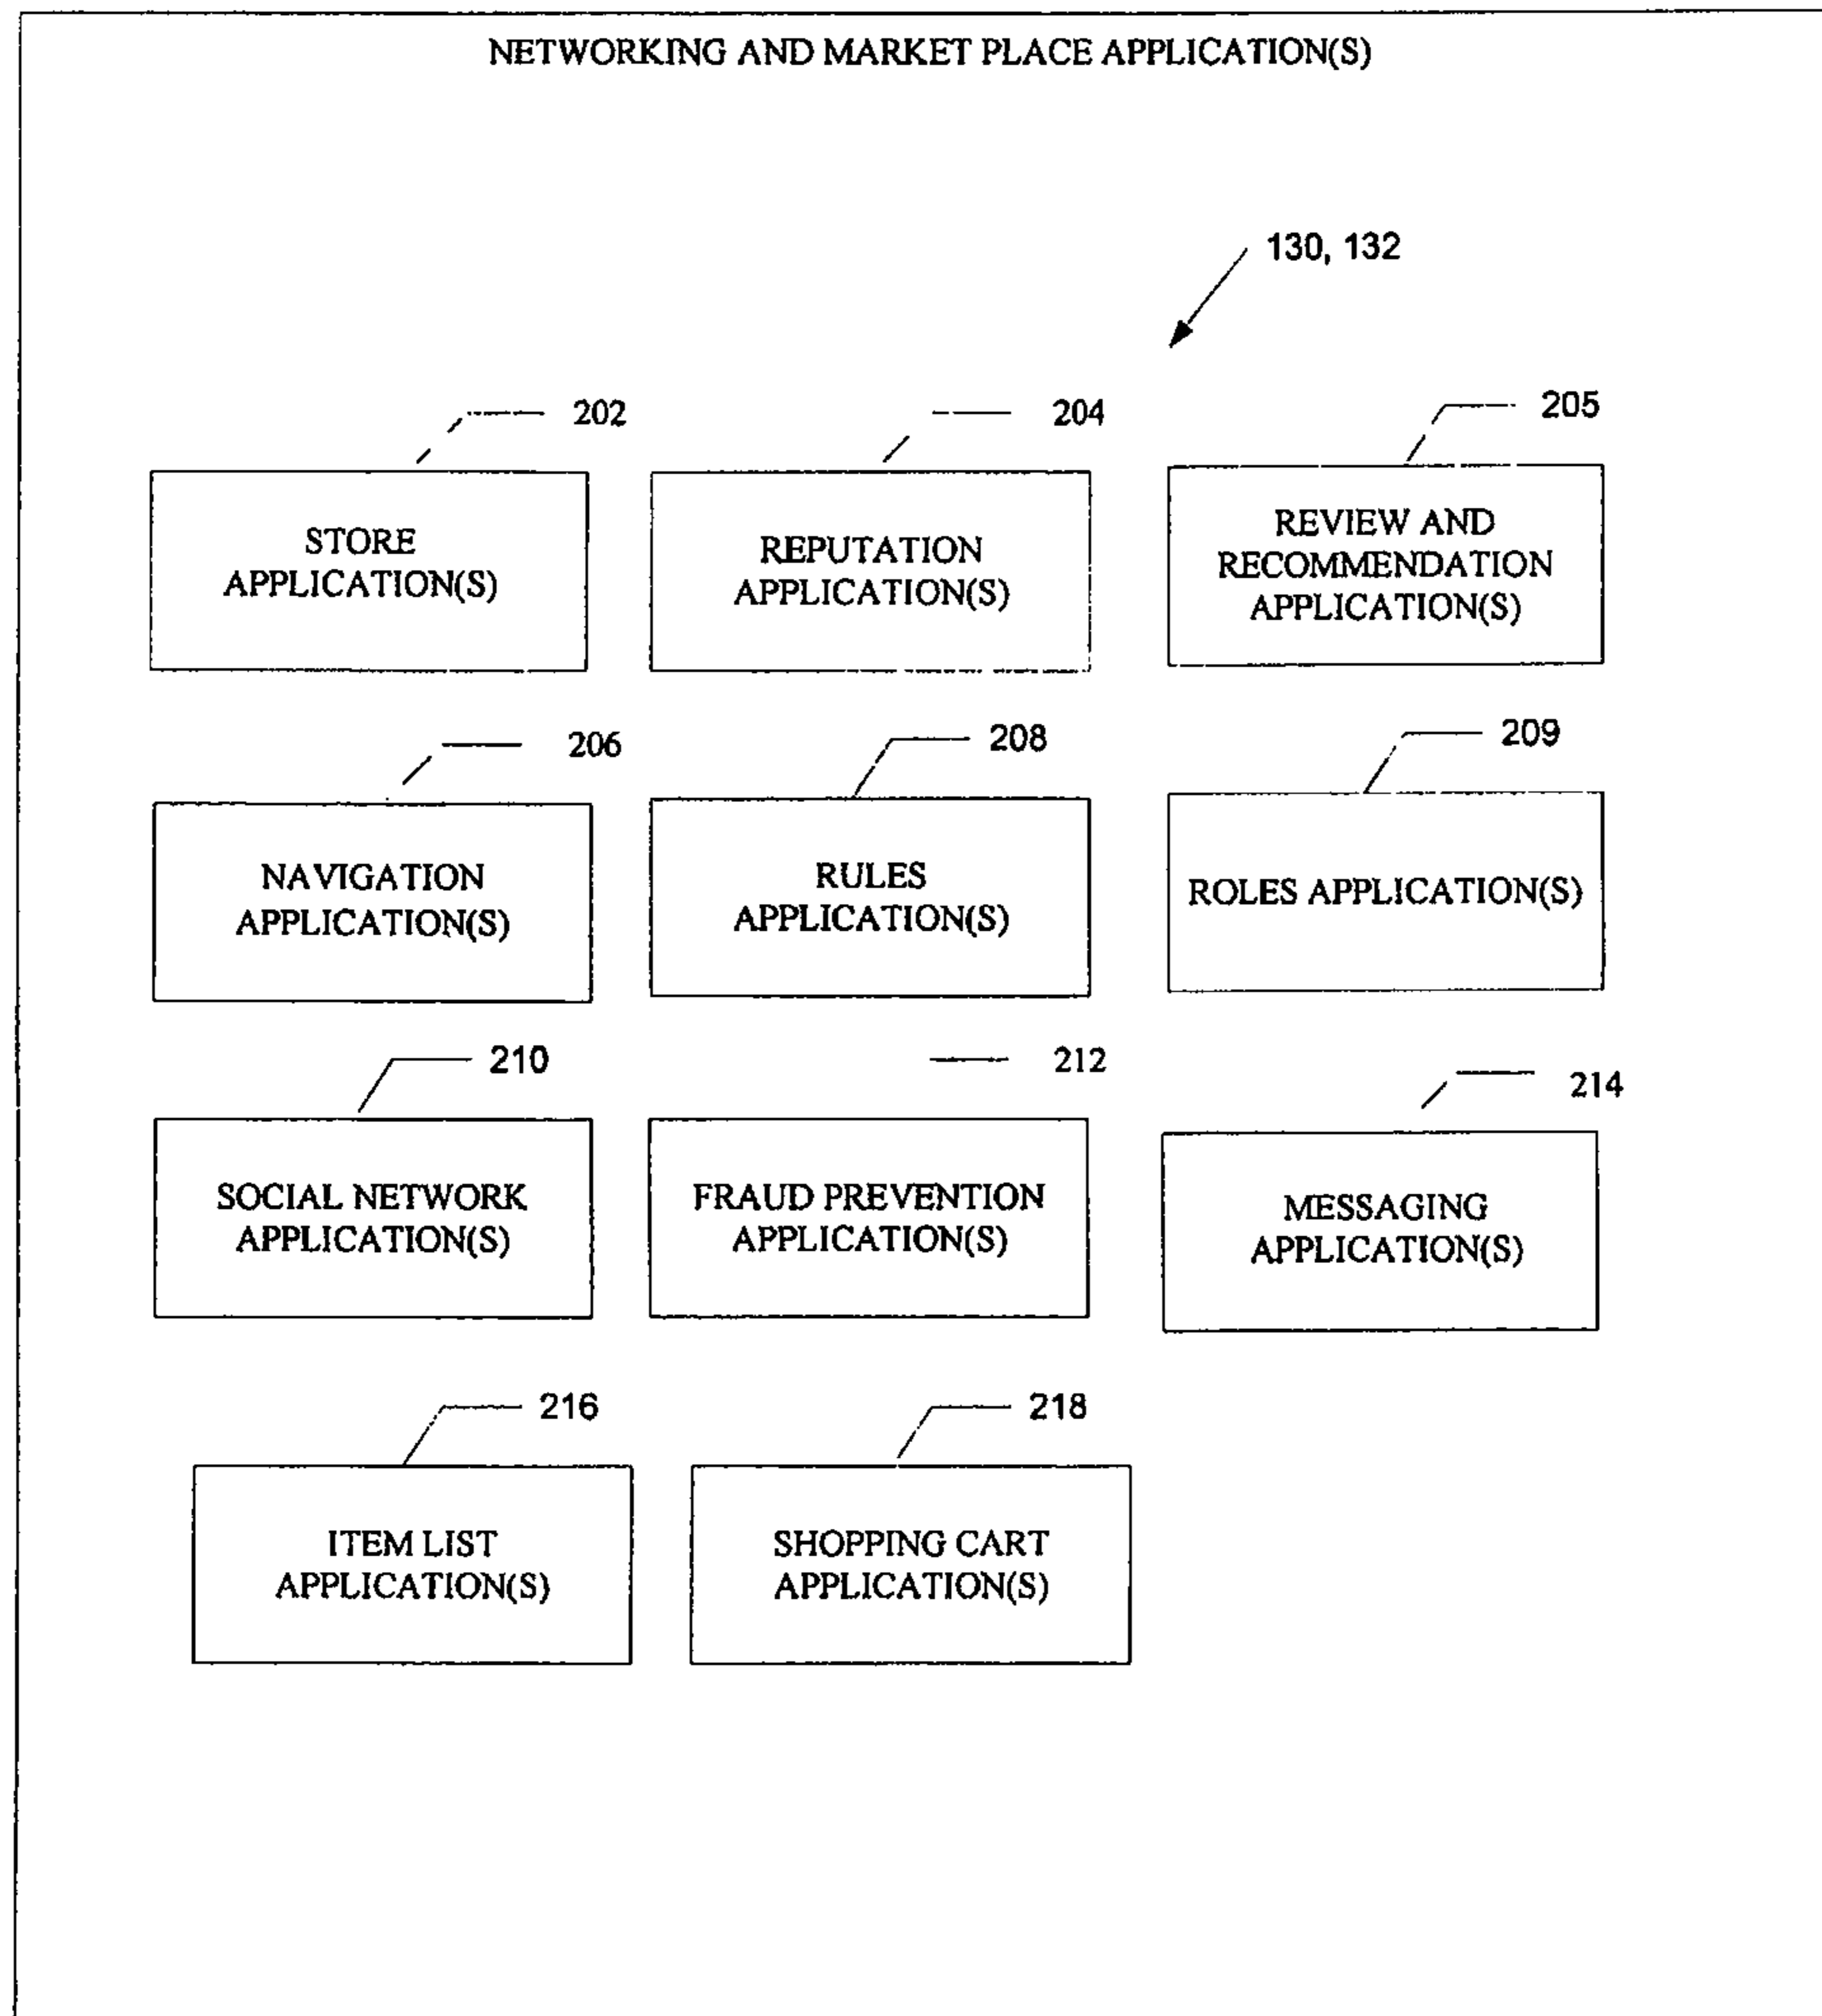 NETWORKING AND MARKET PLACE APPLICATION(S)
130, 132
202
204
205
STORE
APPLICATION(S)
REPUTATION
APPLICATION(S)
REVIEW AND
RECOMMENDATION
APPLICATION(S)
206
208
209
NAVIGATION
APPLICATION(S)
RULES
APPLICATION(S)
ROLES APPLICATION(S)
210
212
214
SOCIAL NETWORK
APPLICATION(S)
FRAUD PREVENTION
APPLICATION(S)
MESSAGING
APPLICATION(S)
216
218
ITEM LIST
APPLICATION(S)
SHOPPING CART
APPLICATION(S)